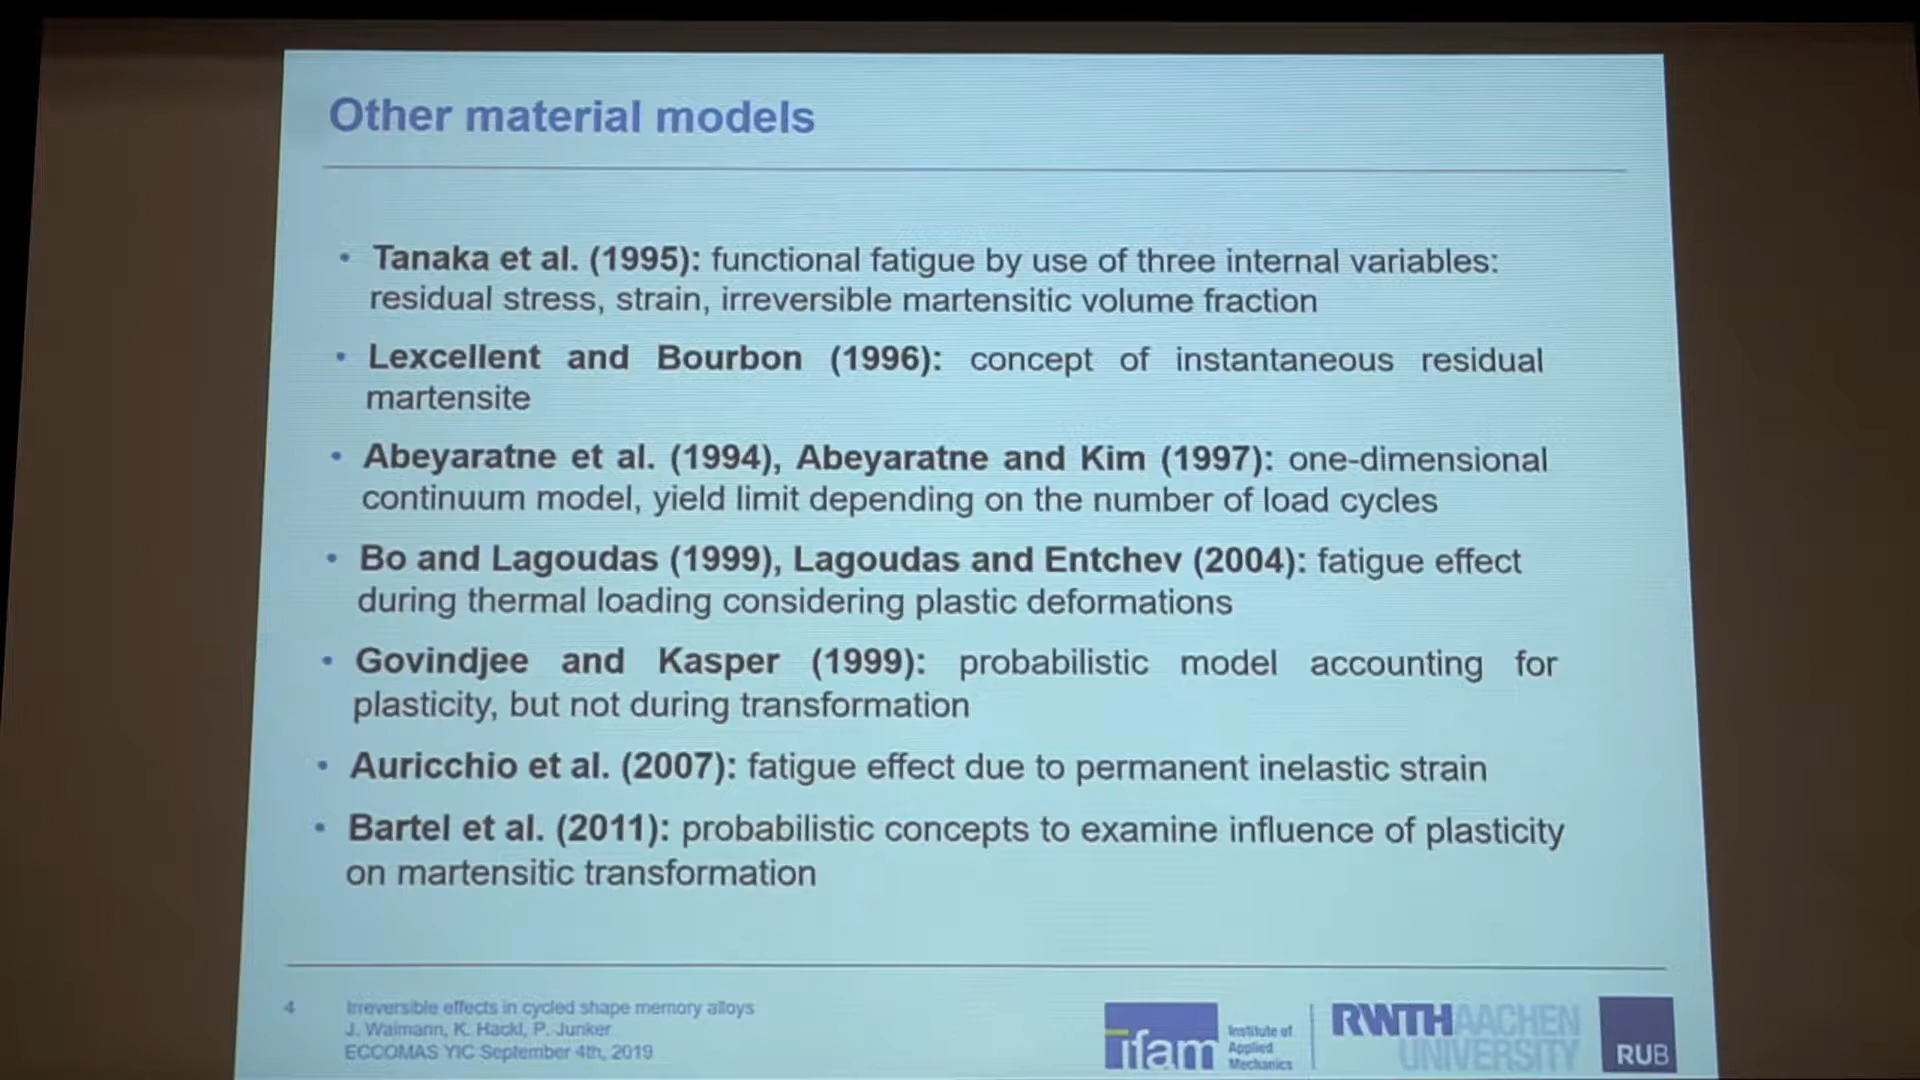 Other material models
• Tanaka et al. (1995): functional fatigue by use of three internal variables:
residual stress, strain, irreversible martensitic volume fraction
• Lexcellent and Bourbon (1996): concept of instantaneous residual
martensite
• Abeyaratne et al. (1994), Abeyaratne and Kim (1997): one-dimensional
continuum model, yield limit depending on the number of load cycles
• Bo and Lagoudas (1999), Lagoudas and Entchev (2004): fatigue effect
during thermal loading considering plastic deformations
• Govindjee and Kasper (1999): probabilistic model accounting for
plasticity, but not during transformation
• Auricchio et al. (2007): fatigue effect due to permanent inelastic strain
• Bartel et al. (2011): probabilistic concepts to examine influence of plasticity
on martensitic transformation
4
Irreversible effects in cycled shape memory alloys
J. Waimann, K. Hackl, P. Junker
ECCOMAS YIC September 4th, 2019
ifam
Institute of
Applied
Mechanics
RWTH AACHEN
UNIVERSITY
RUB